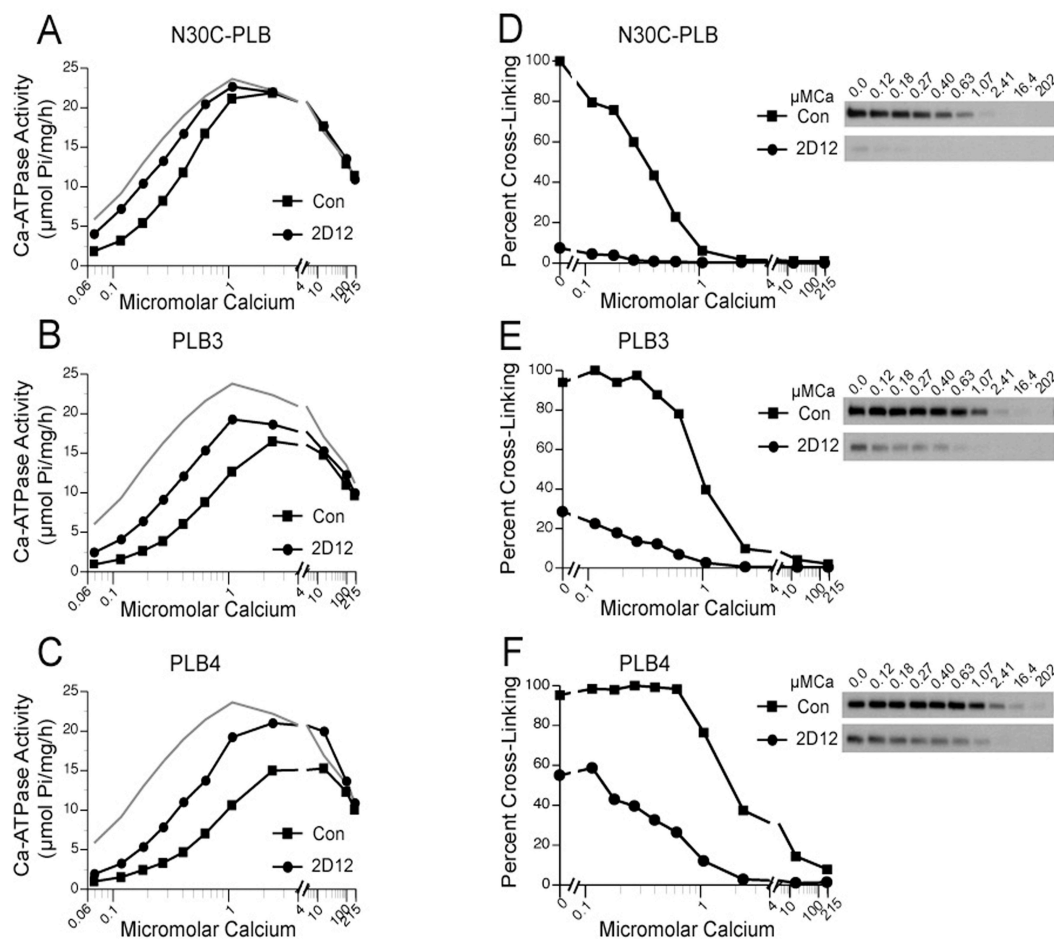 A
N30C-PLB
Ca-ATPase Activity
(µmol Pi/mg/h)
25
20
15
10
5
0
Con
2D12
0.06
0.1
1
4
10
100
275
Micromolar Calcium
D
N30C-PLB
Percent Cross-Linking
100
80
60
40
20
0
µMCa
0.0
0.12
0.18
0.27
0.40
0.63
1.07
2.41
16.4
202
Con
2D12
0
0.1
1
4
10
100
215
Micromolar Calcium
B
PLB3
Ca-ATPase Activity
(µmol Pi/mg/h)
25
20
15
10
5
0
Con
2D12
0.06
0.1
1
4
10
100
275
Micromolar Calcium
E
PLB3
Percent Cross-Linking
100
80
60
40
20
0
µMCa
0.0
0.12
0.18
0.27
0.40
0.63
1.07
2.41
16.4
202
Con
2D12
0
0.1
1
4
10
100
215
Micromolar Calcium
C
PLB4
Ca-ATPase Activity
(µmol Pi/mg/h)
25
20
15
10
5
0
Con
2D12
0.06
0.1
1
4
10
100
275
Micromolar Calcium
F
PLB4
Percent Cross-Linking
100
80
60
40
20
0
µMCa
0.0
0.12
0.18
0.27
0.40
0.63
1.07
2.41
16.4
202
Con
2D12
0
0.1
1
4
10
100
215
Micromolar Calcium